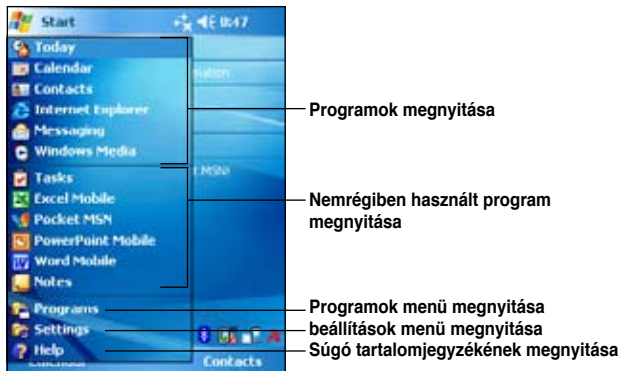 Start 0:47
Today
Calendar
Contacts
Internet Explorer
Messaging
Windows Media
Tasks
Excel Mobile
Pocket MSN
PowerPoint Mobile
Word Mobile
Notes
Programs
Settings
Help
Contacts
Programok megnyitása
Nemrégiben használt program
megnyitása
Programok menü megnyitása
beállítások menü megnyitása
Súgó tartalomjegyzékének megnyitása